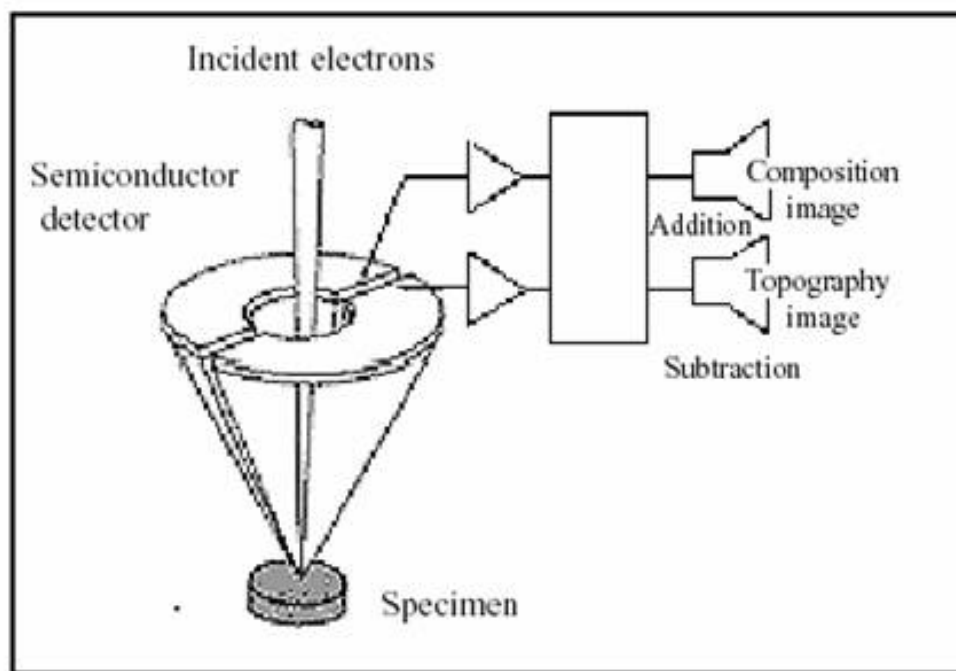 Incident electrons
Semiconductor
detector
Composition
image
Addition
Topography
image
Subtraction
Specimen